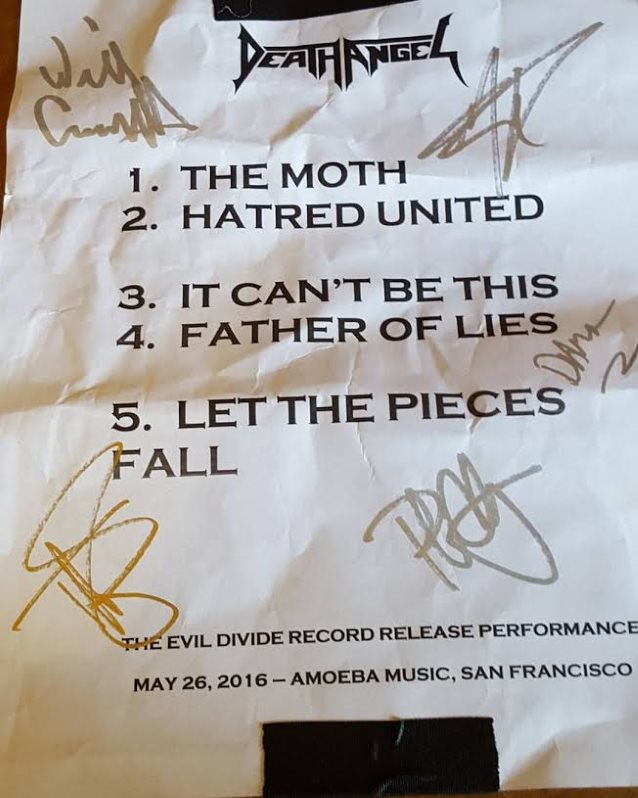 Will
DEATH ANGEL
1. THE MOTH
2. HATRED UNITED
3. IT CAN'T BE THIS
4. FATHER OF LIES
5. LET THE PIECES
FALL
THE EVIL DIVIDE RECORD RELEASE PERFORMANCE
MAY 26, 2016 – AMOEBA MUSIC, SAN FRANCISCO